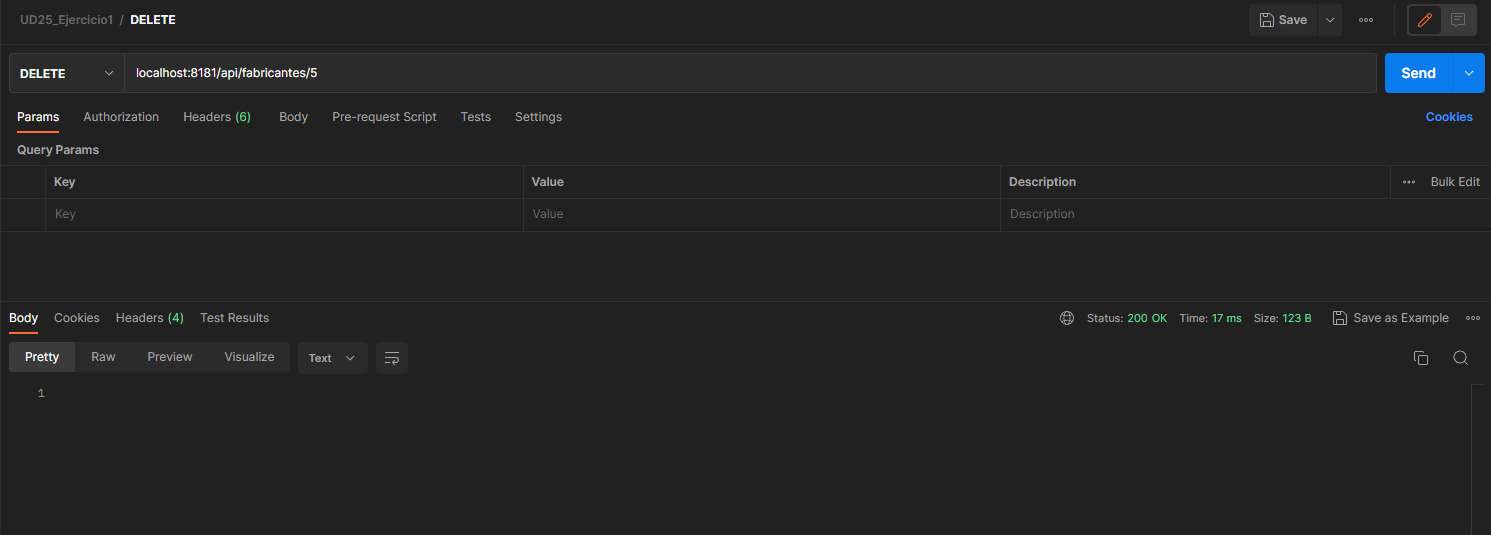 UD25_Ejercicio1 / DELETE Save
DELETE localhost:8181/api/fabricantes/5 Send
Params Authorization Headers (6) Body Pre-request Script Tests Settings Cookies
Query Params
Key Value Description Bulk Edit
Key Value Description
Body Cookies Headers (4) Test Results Status: 200 OK Time: 17 ms Size: 123 B Save as Example
Pretty Raw Preview Visualize Text
1